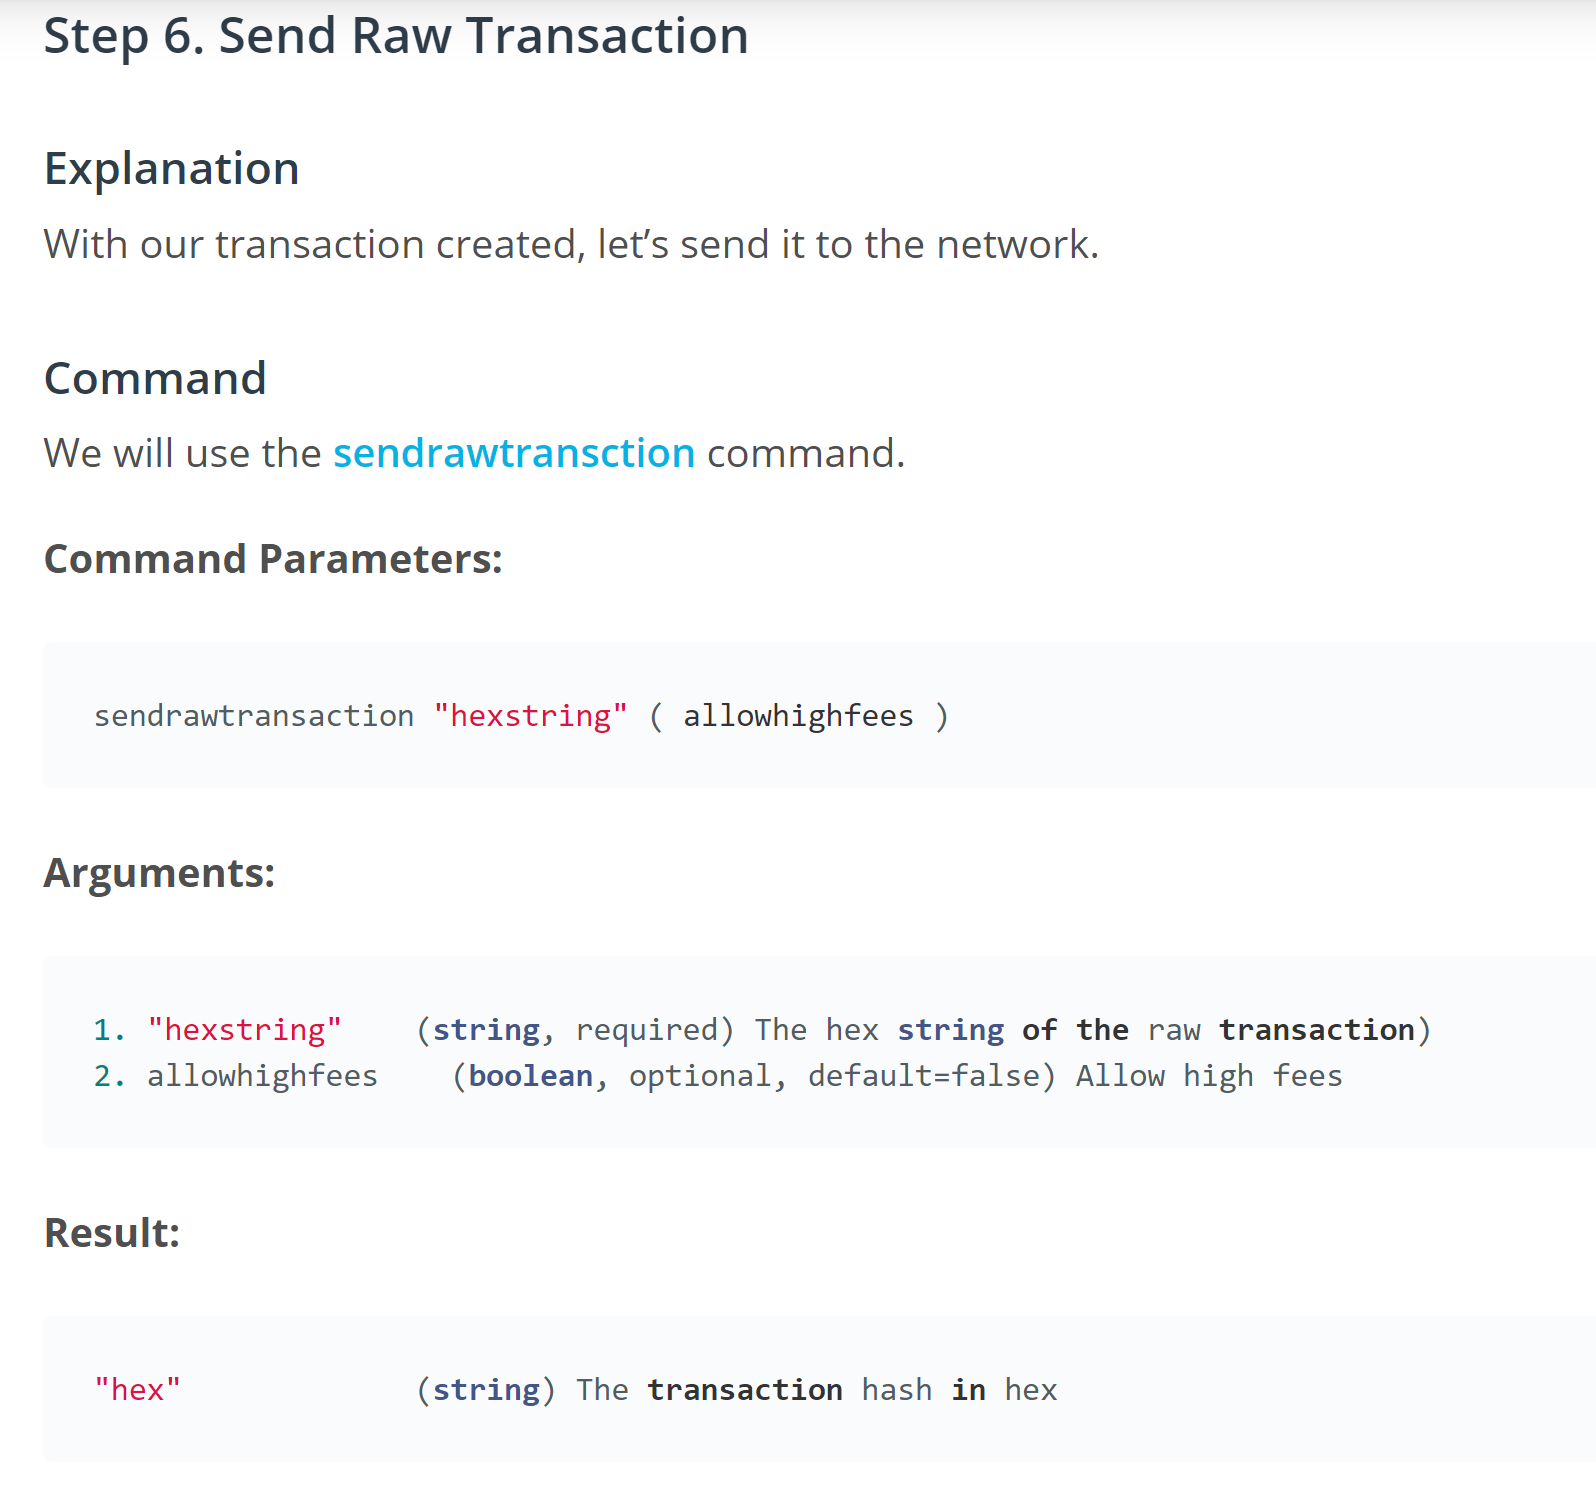 Step 6. Send Raw Transaction
Explanation
With our transaction created, let’s send it to the network.
Command
We will use the sendrawtransction command.
Command Parameters:
sendrawtransaction "hexstring" ( allowhighfees )
Arguments:
1. "hexstring"    (string, required) The hex string of the raw transaction)
2. allowhighfees    (boolean, optional, default=false) Allow high fees
Result:
"hex"             (string) The transaction hash in hex